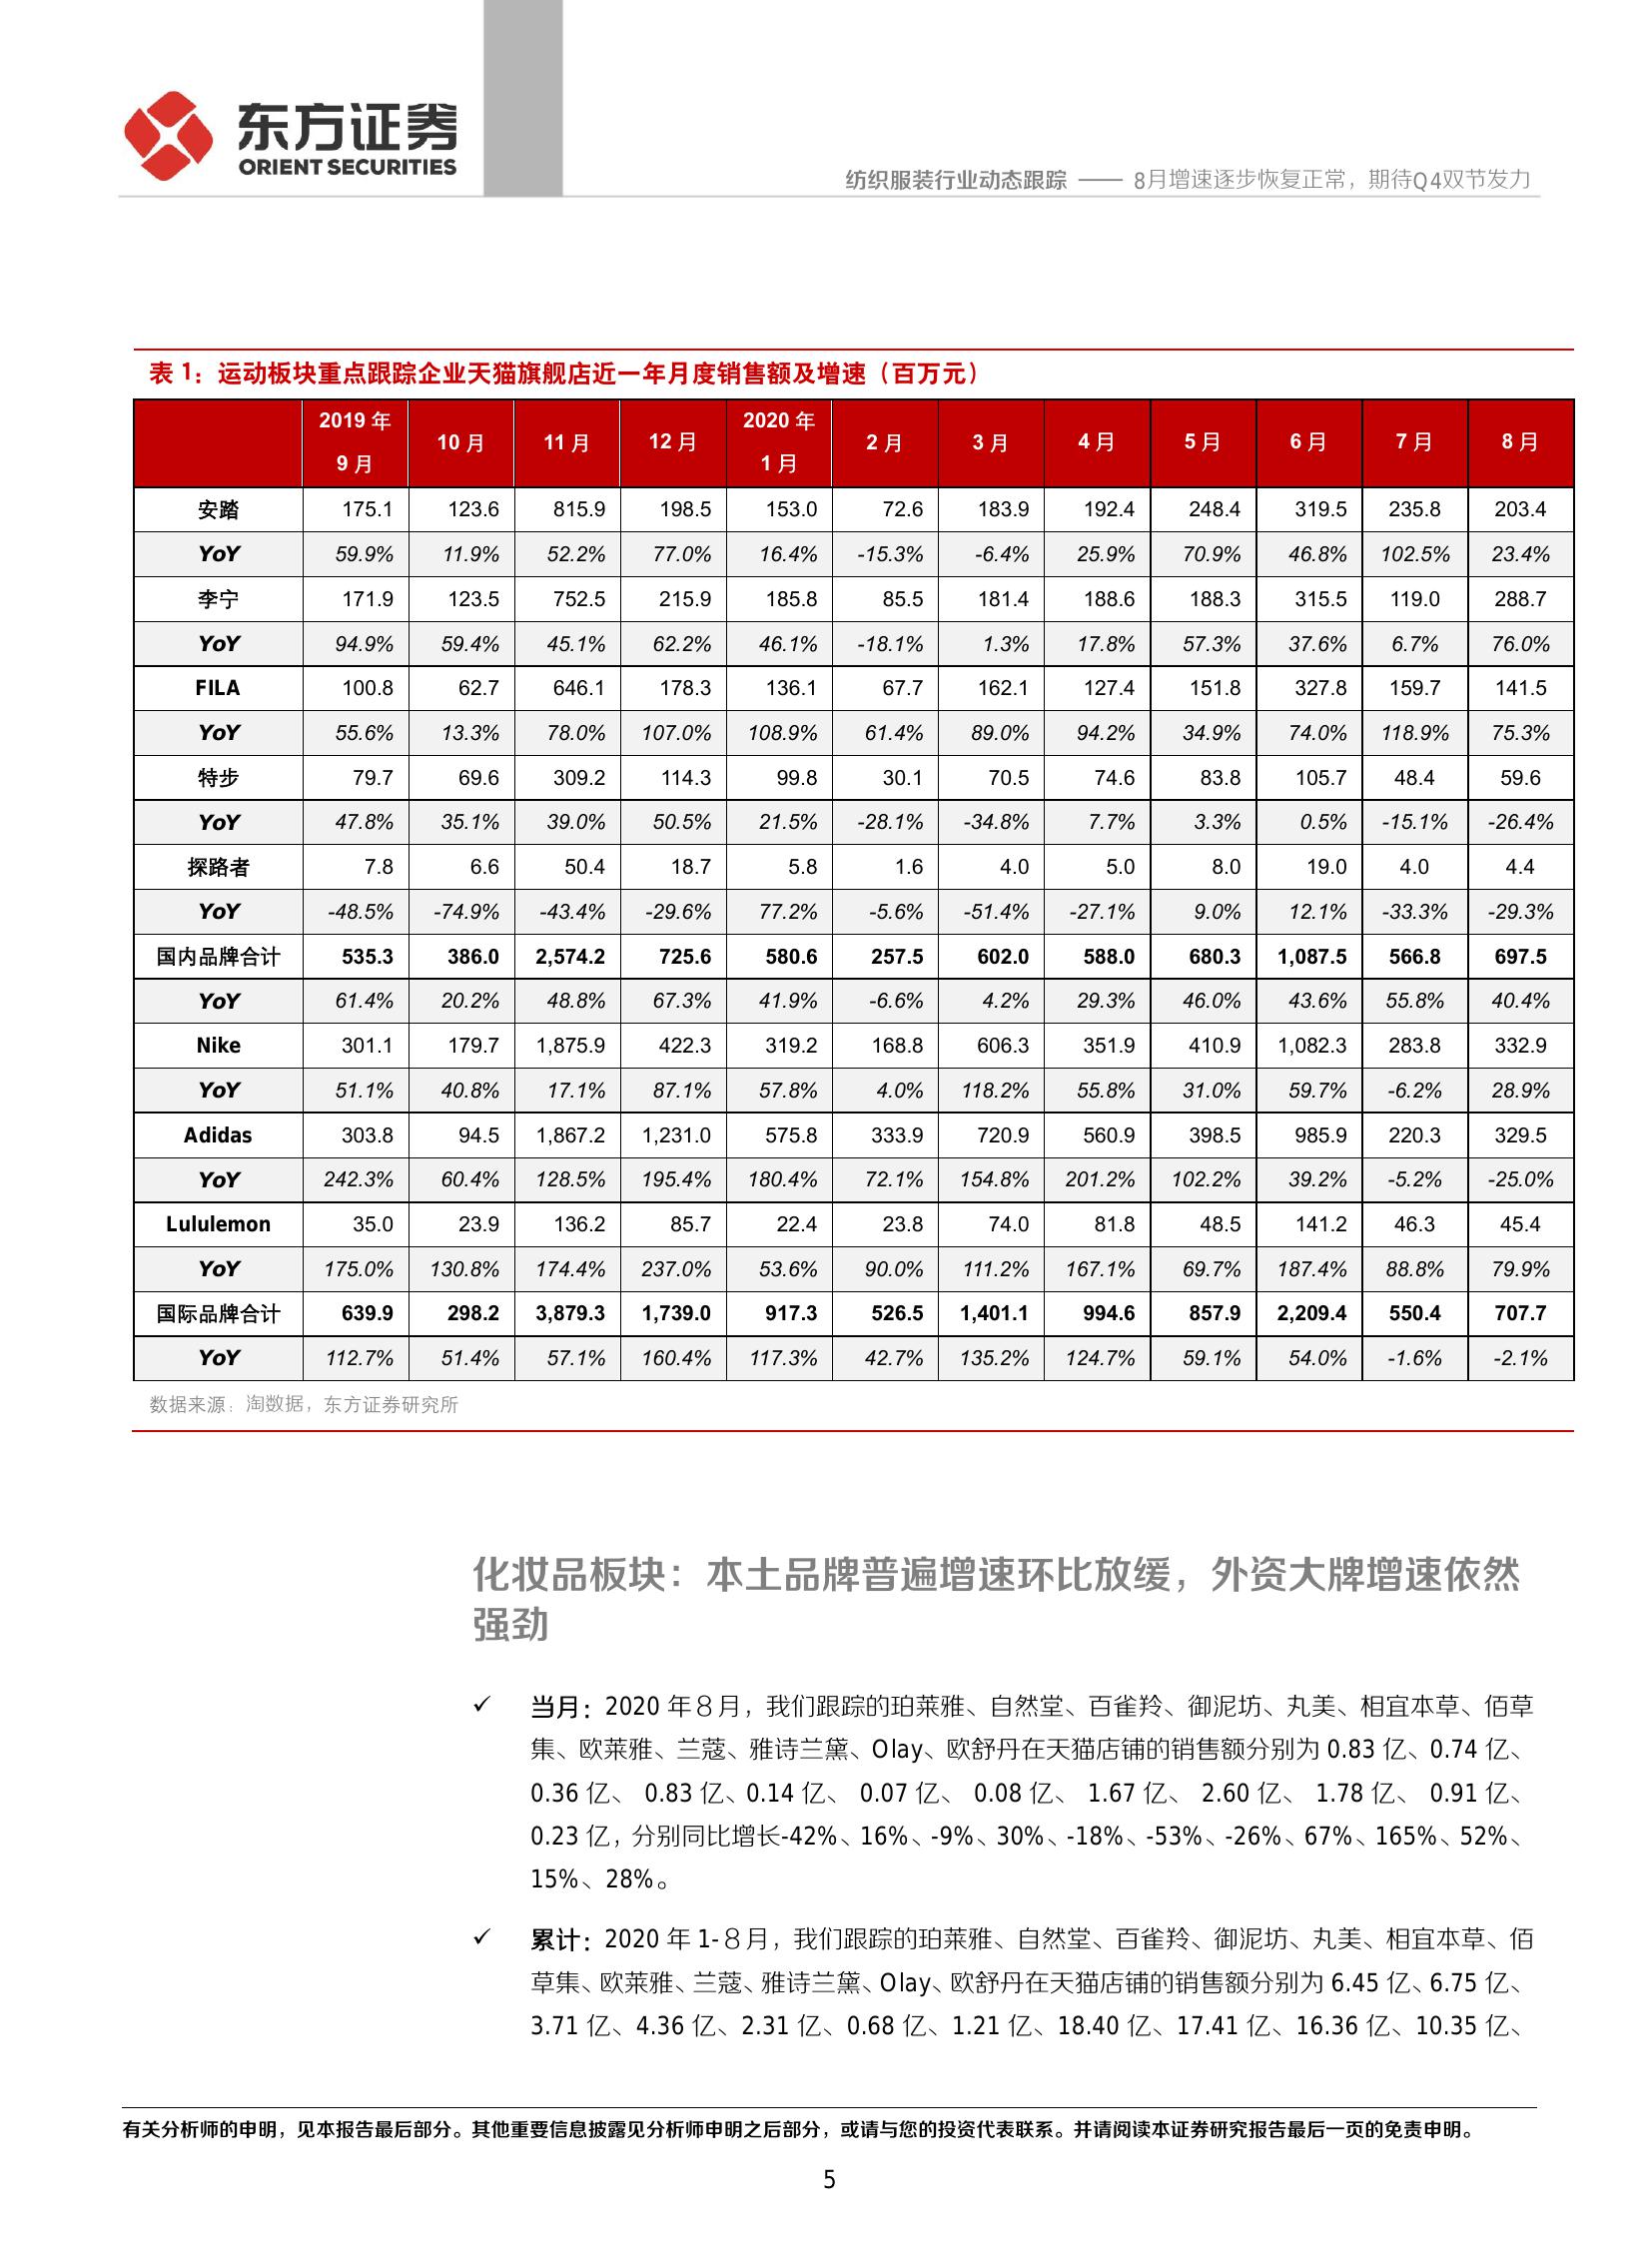 东方证券
ORIENT SECURITIES
纺织服装行业动态跟踪 —— 8月增速逐步恢复正常，期待Q4双节发力
表 1：运动板块重点跟踪企业天猫旗舰店近一年月度销售额及增速（百万元）
2019 年 9 月 10 月 11 月 12 月 2020 年 1 月 2 月 3 月 4 月 5 月 6 月 7 月 8 月
安踏 175.1 123.6 815.9 198.5 153.0 72.6 183.9 192.4 248.4 319.5 235.8 203.4
YoY 59.9% 11.9% 52.2% 77.0% 16.4% -15.3% -6.4% 25.9% 70.9% 46.8% 102.5% 23.4%
李宁 171.9 123.5 752.5 215.9 185.8 85.5 181.4 188.6 188.3 315.5 119.0 288.7
YoY 94.9% 59.4% 45.1% 62.2% 46.1% -18.1% 1.3% 17.8% 57.3% 37.6% 6.7% 76.0%
FILA 100.8 62.7 646.1 178.3 136.1 67.7 162.1 127.4 151.8 327.8 159.7 141.5
YoY 55.6% 13.3% 78.0% 107.0% 108.9% 61.4% 89.0% 94.2% 34.9% 74.0% 118.9% 75.3%
特步 79.7 69.6 309.2 114.3 99.8 30.1 70.5 74.6 83.8 105.7 48.4 59.6
YoY 47.8% 35.1% 39.0% 50.5% 21.5% -28.1% -34.8% 7.7% 3.3% 0.5% -15.1% -26.4%
探路者 7.8 6.6 50.4 18.7 5.8 1.6 4.0 5.0 8.0 19.0 4.0 4.4
YoY -48.5% -74.9% -43.4% -29.6% 77.2% -5.6% -51.4% -27.1% 9.0% 12.1% -33.3% -29.3%
国内品牌合计 535.3 386.0 2,574.2 725.6 580.6 257.5 602.0 588.0 680.3 1,087.5 566.8 697.5
YoY 61.4% 20.2% 48.8% 67.3% 41.9% -6.6% 4.2% 29.3% 46.0% 43.6% 55.8% 40.4%
Nike 301.1 179.7 1,875.9 422.3 319.2 168.8 606.3 351.9 410.9 1,082.3 283.8 332.9
YoY 51.1% 40.8% 17.1% 87.1% 57.8% 4.0% 118.2% 55.8% 31.0% 59.7% -6.2% 28.9%
Adidas 303.8 94.5 1,867.2 1,231.0 575.8 333.9 720.9 560.9 398.5 985.9 220.3 329.5
YoY 242.3% 60.4% 128.5% 195.4% 180.4% 72.1% 154.8% 201.2% 102.2% 39.2% -5.2% -25.0%
Lululemon 35.0 23.9 136.2 85.7 22.4 23.8 74.0 81.8 48.5 141.2 46.3 45.4
YoY 175.0% 130.8% 174.4% 237.0% 53.6% 90.0% 111.2% 167.1% 69.7% 187.4% 88.8% 79.9%
国际品牌合计 639.9 298.2 3,879.3 1,739.0 917.3 526.5 1,401.1 994.6 857.9 2,209.4 550.4 707.7
YoY 112.7% 51.4% 57.1% 160.4% 117.3% 42.7% 135.2% 124.7% 59.1% 54.0% -1.6% -2.1%
数据来源：淘数据，东方证券研究所
化妆品板块：本土品牌普遍增速环比放缓，外资大牌增速依然
强劲
✓ 当月：2020 年８月，我们跟踪的珀莱雅、自然堂、百雀羚、御泥坊、丸美、相宜本草、佰草
集、欧莱雅、兰蔻、雅诗兰黛、Olay、欧舒丹在天猫店铺的销售额分别为 0.83 亿、0.74 亿、
0.36 亿、 0.83 亿、0.14 亿、 0.07 亿、 0.08 亿、 1.67 亿、 2.60 亿、 1.78 亿、 0.91 亿、
0.23 亿，分别同比增长-42%、16%、-9%、30%、-18%、-53%、-26%、67%、165%、52%、
15%、28%。
✓ 累计：2020 年 1-８月，我们跟踪的珀莱雅、自然堂、百雀羚、御泥坊、丸美、相宜本草、佰
草集、欧莱雅、兰蔻、雅诗兰黛、Olay、欧舒丹在天猫店铺的销售额分别为 6.45 亿、6.75 亿、
3.71 亿、4.36 亿、2.31 亿、0.68 亿、1.21 亿、18.40 亿、17.41 亿、16.36 亿、10.35 亿、
有关分析师的申明，见本报告最后部分。其他重要信息披露见分析师申明之后部分，或请与您的投资代表联系。并请阅读本证券研究报告最后一页的免责申明。
5